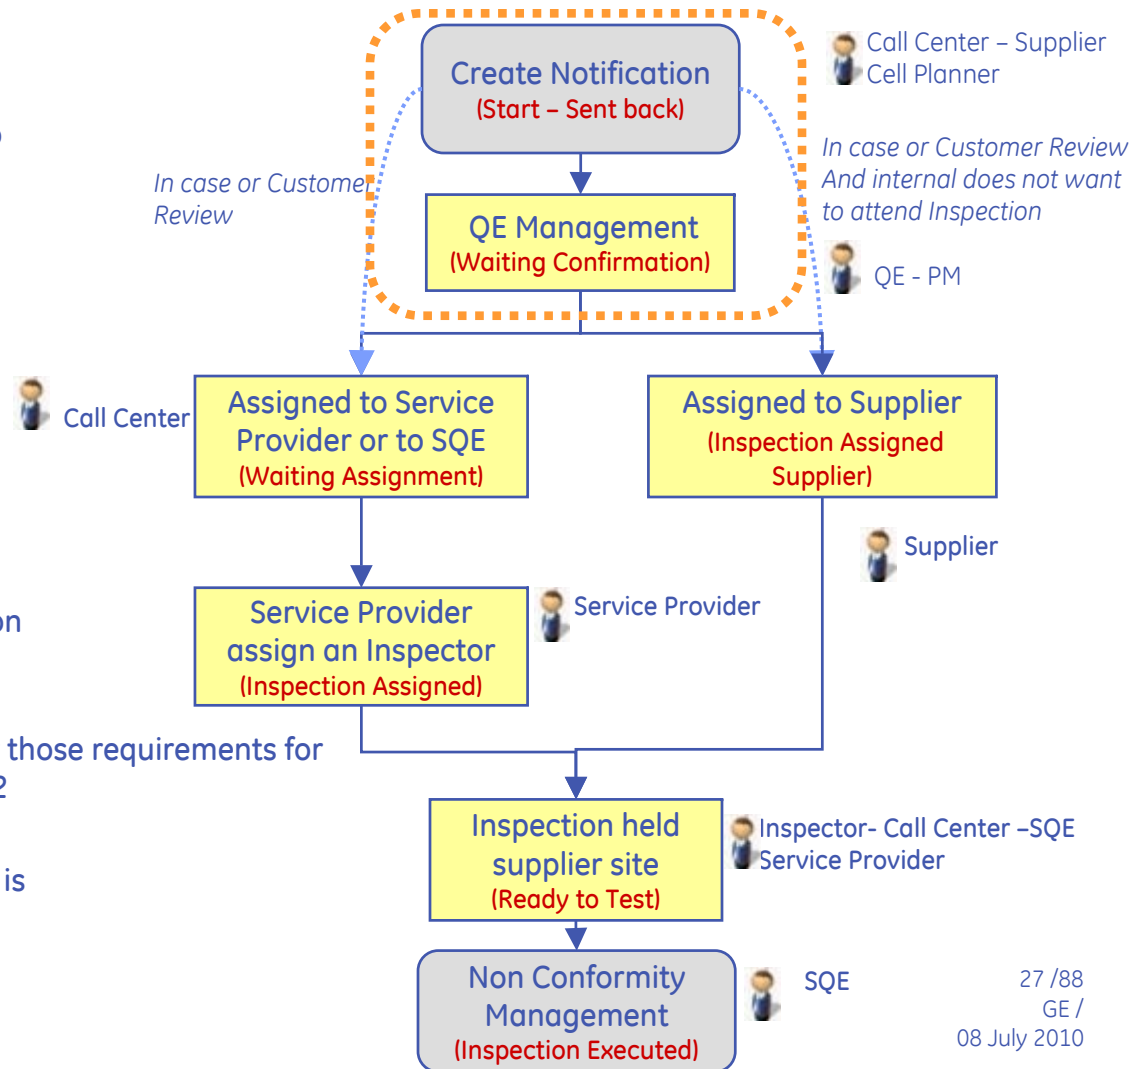 Create Notification
(Start – Sent back)
Call Center – Supplier
Cell Planner
In case or Customer
Review
In case or Customer Review
And internal does not want
to attend Inspection
QE Management
(Waiting Confirmation)
QE - PM
Call Center
Assigned to Service
Provider or to SQE
(Waiting Assignment)
Assigned to Supplier
(Inspection Assigned
Supplier)
Supplier
Service Provider
assign an Inspector
(Inspection Assigned)
Service Provider
on
those requirements for
2
is
Inspection held
supplier site
(Ready to Test)
Inspector- Call Center –SQE
Service Provider
Non Conformity
Management
(Inspection Executed)
SQE
27 /88
GE /
08 July 2010